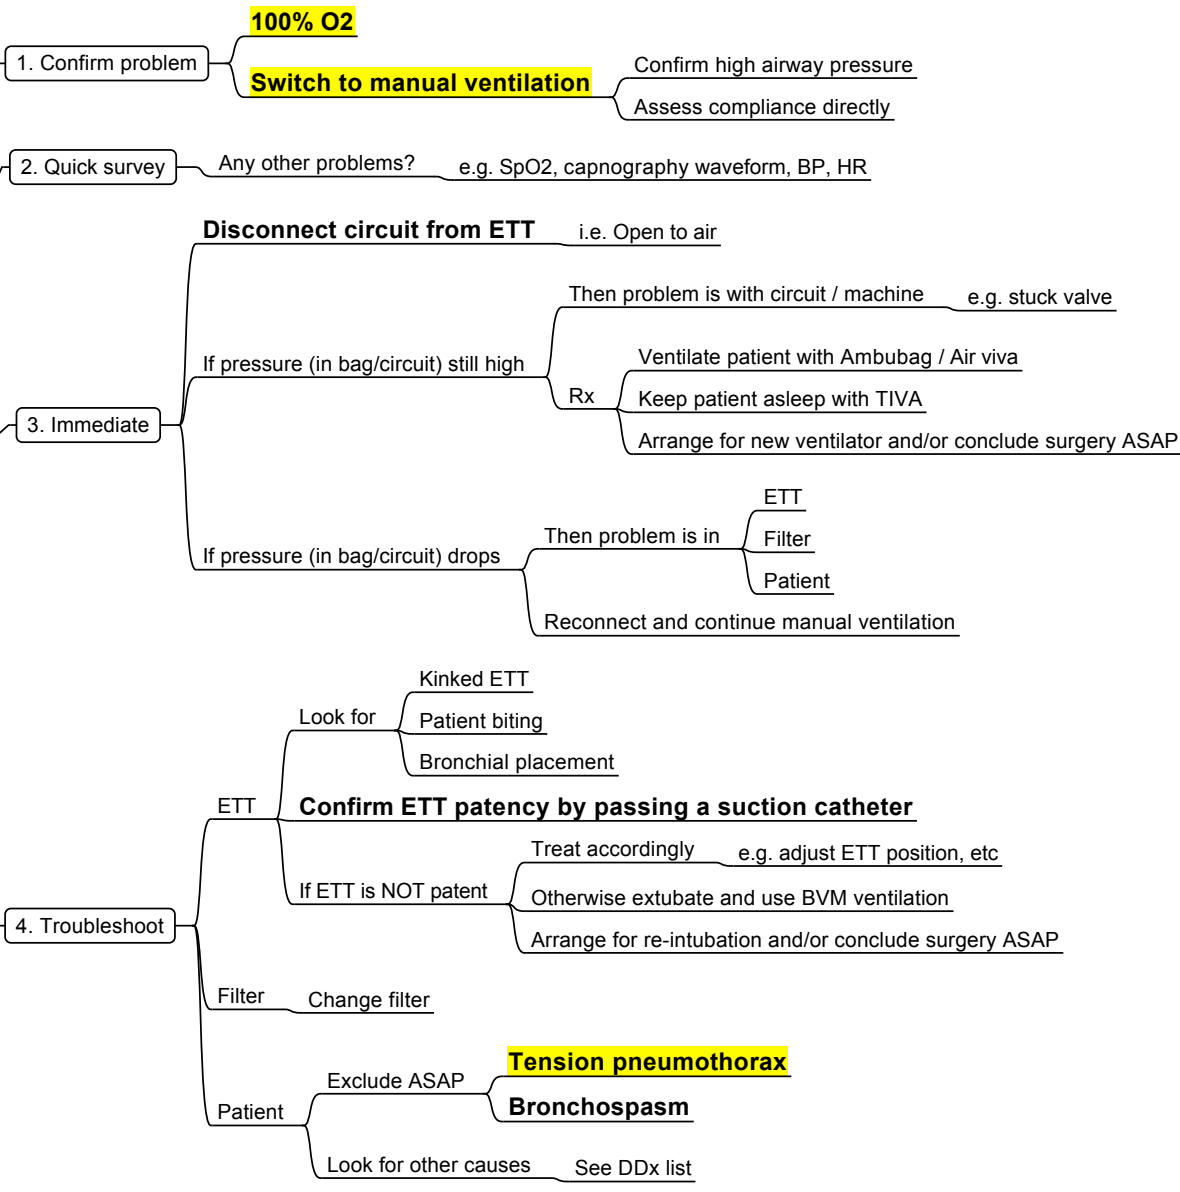 1. Confirm problem
100% O2
Switch to manual ventilation
Confirm high airway pressure
Assess compliance directly
2. Quick survey
Any other problems?
e.g. SpO2, capnography waveform, BP, HR
3. Immediate
Disconnect circuit from ETT
i.e. Open to air
If pressure (in bag/circuit) still high
Then problem is with circuit / machine
e.g. stuck valve
Rx
Ventilate patient with Ambubag / Air viva
Keep patient asleep with TIVA
Arrange for new ventilator and/or conclude surgery ASAP
If pressure (in bag/circuit) drops
Then problem is in
ETT
Filter
Patient
Reconnect and continue manual ventilation
4. Troubleshoot
ETT
Look for
Kinked ETT
Patient biting
Bronchial placement
Confirm ETT patency by passing a suction catheter
If ETT is NOT patent
Treat accordingly
e.g. adjust ETT position, etc
Otherwise extubate and use BVM ventilation
Arrange for re-intubation and/or conclude surgery ASAP
Filter
Change filter
Patient
Exclude ASAP
Tension pneumothorax
Bronchospasm
Look for other causes
See DDx list